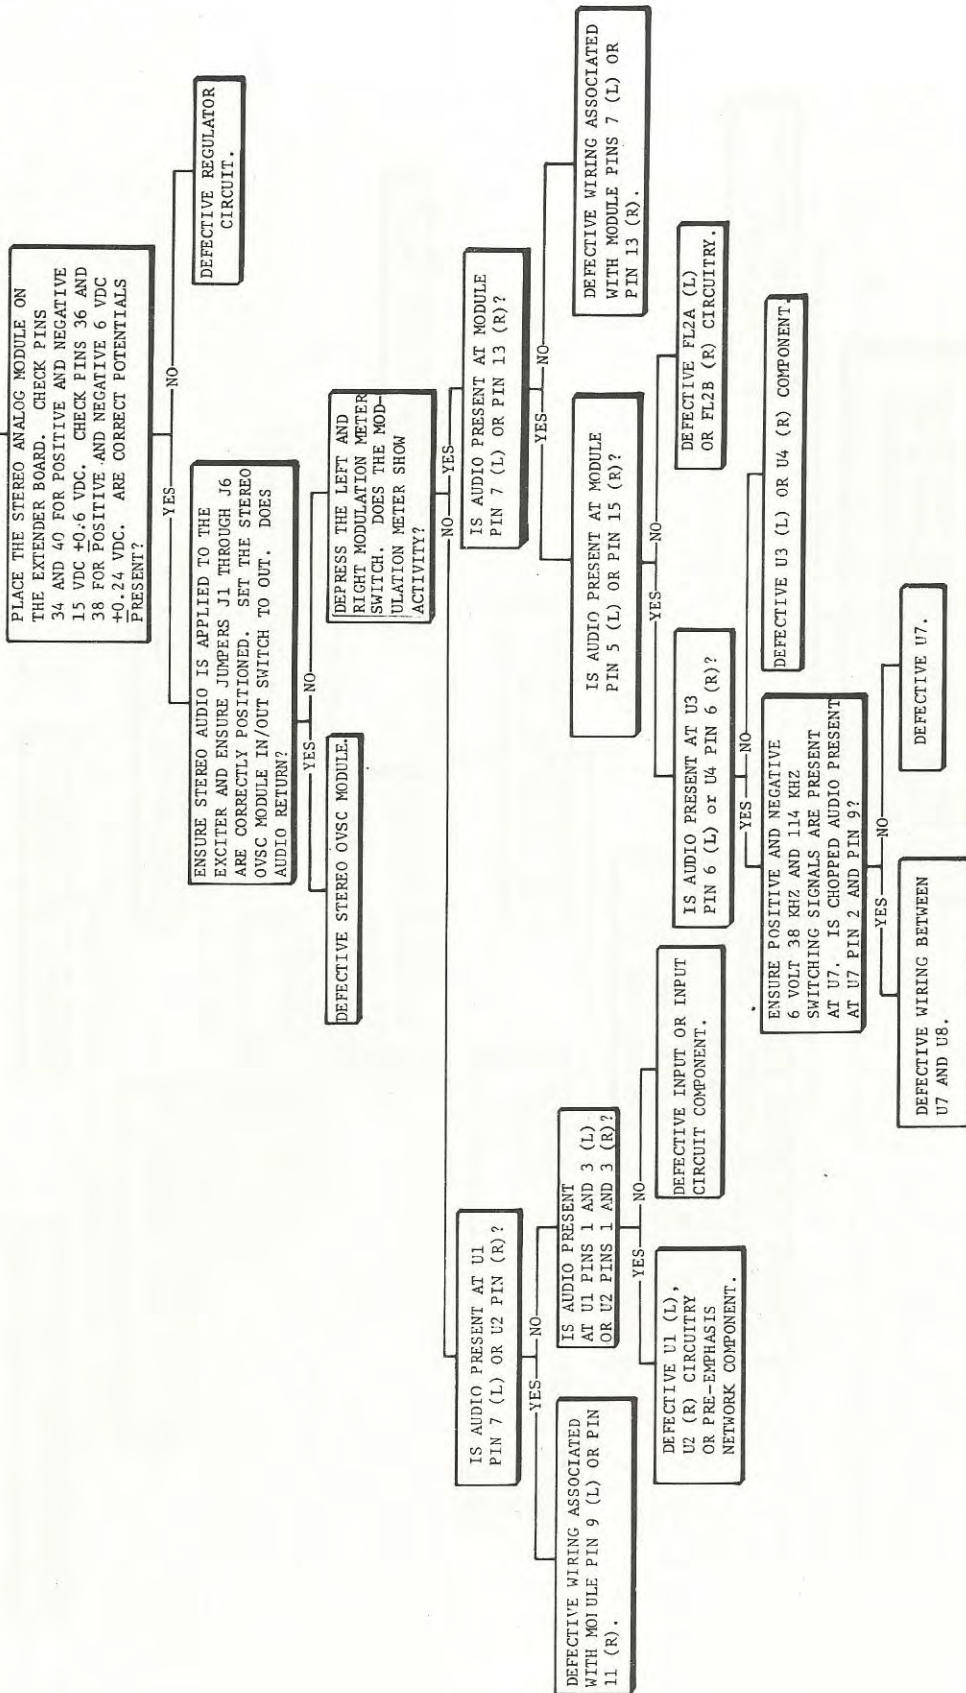 PLACE THE STEREO ANALOG MODULE ON
THE EXTENDER BOARD. CHECK PINS
34 AND 40 FOR POSITIVE AND NEGATIVE
15 VDC +0.6 VDC. CHECK PINS 36 AND
38 FOR POSITIVE AND NEGATIVE 6 VDC
+0.24 VDC. ARE CORRECT POTENTIALS
PRESENT?
YES
NO
DEFECTIVE REGULATOR
CIRCUIT.
ENSURE STEREO AUDIO IS APPLIED TO THE
EXCITER AND ENSURE JUMPERS J1 THROUGH J6
ARE CORRECTLY POSITIONED. SET THE STEREO
OVSC MODULE IN/OUT SWITCH TO OUT. DOES
AUDIO RETURN?
YES
NO
DEFECTIVE STEREO OVSC MODULE.
DEPRESS THE LEFT AND
RIGHT MODULATION METER
SWITCH. DOES THE MOD-
ULATION METER SHOW
ACTIVITY?
NO
YES
IS AUDIO PRESENT AT U1
PIN 7 (L) OR U2 PIN (R)?
IS AUDIO PRESENT AT MODULE
PIN 7 (L) OR PIN 13 (R)?
YES
NO
YES
NO
DEFECTIVE WIRING ASSOCIATED
WITH MODULE PIN 9 (L) OR PIN
11 (R).
IS AUDIO PRESENT
AT U1 PINS 1 AND 3 (L)
OR U2 PINS 1 AND 3 (R)?
IS AUDIO PRESENT AT MODULE
PIN 5 (L) OR PIN 15 (R)?
DEFECTIVE WIRING ASSOCIATED
WITH MODULE PINS 7 (L) OR
PIN 13 (R).
YES
NO
YES
NO
DEFECTIVE U1 (L),
U2 (R) CIRCUITRY
OR PRE-EMPHASIS
NETWORK COMPONENT.
DEFECTIVE INPUT OR INPUT
CIRCUIT COMPONENT.
IS AUDIO PRESENT AT U3
PIN 6 (L) or U4 PIN 6 (R)?
DEFECTIVE FL2A (L)
OR FL2B (R) CIRCUITRY.
YES
NO
ENSURE POSITIVE AND NEGATIVE
6 VOLT 38 KHZ AND 114 KHZ
SWITCHING SIGNALS ARE PRESENT
AT U7. IS CHOPPED AUDIO PRESENT
AT U7 PIN 2 AND PIN 9?
DEFECTIVE U3 (L) OR U4 (R) COMPONENT.
YES
NO
DEFECTIVE WIRING BETWEEN
U7 AND U8.
DEFECTIVE U7.